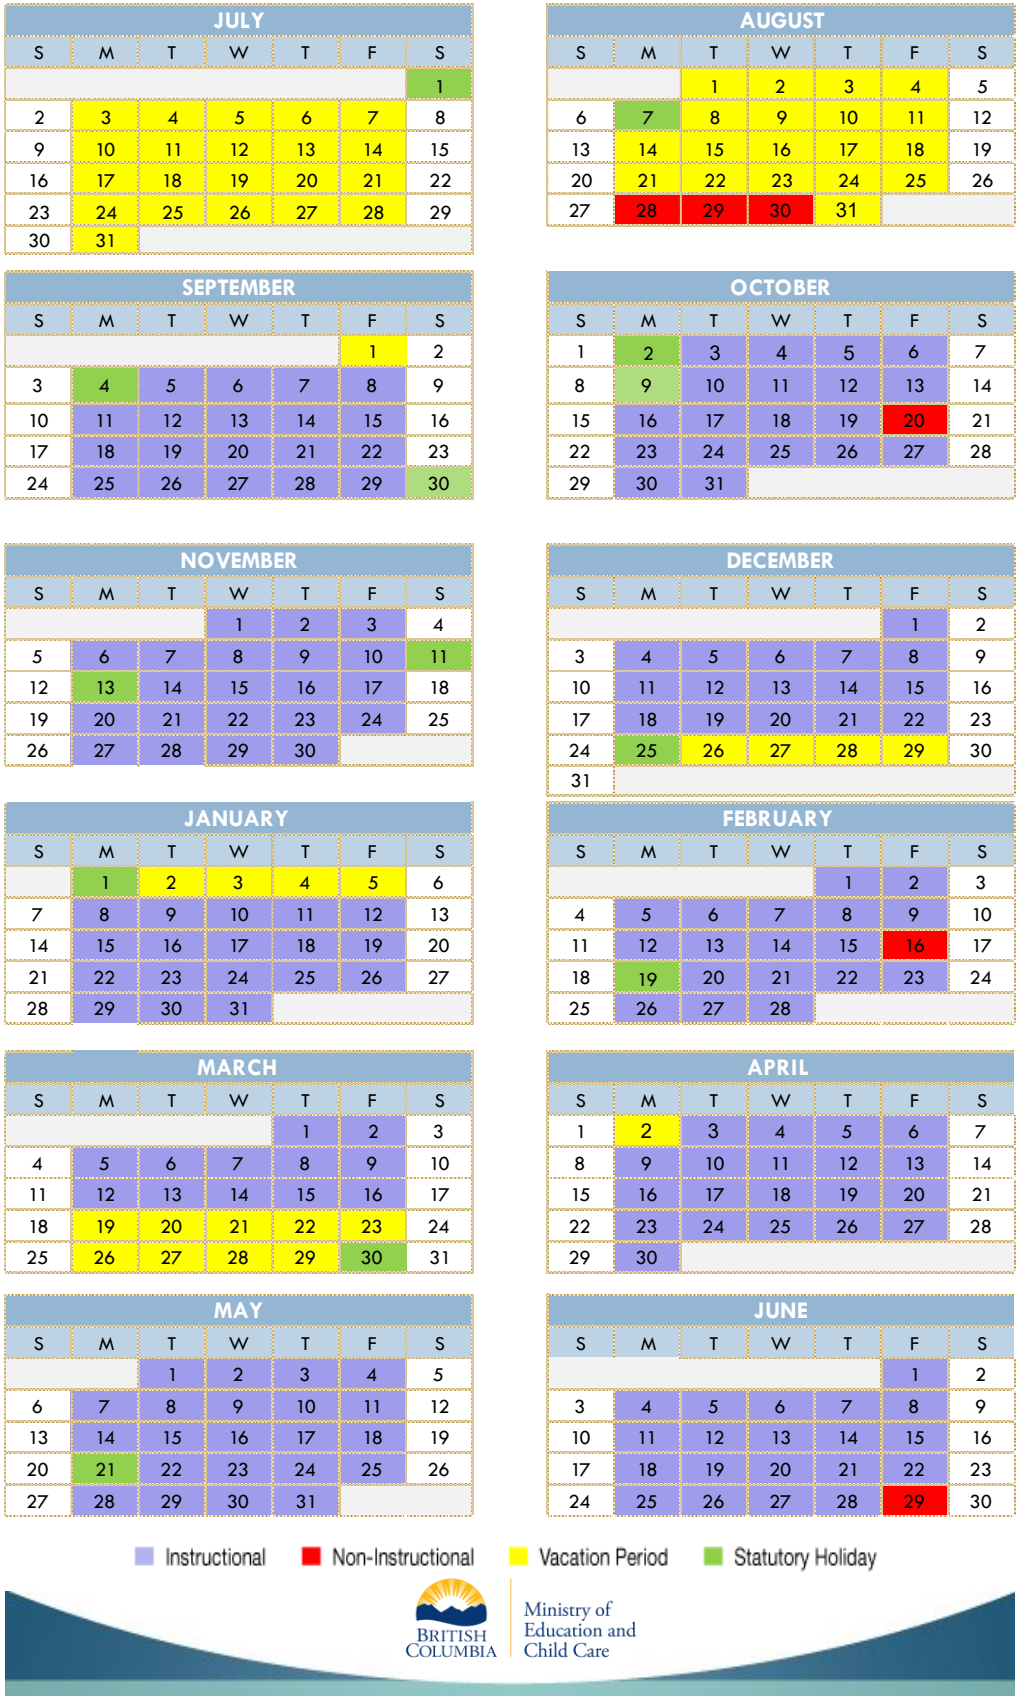 JULY
S M T W T F S
1
2 3 4 5 6 7 8
9 10 11 12 13 14 15
16 17 18 19 20 21 22
23 24 25 26 27 28 29
30 31
AUGUST
S M T W T F S
1 2 3 4 5
6 7 8 9 10 11 12
13 14 15 16 17 18 19
20 21 22 23 24 25 26
27 28 29 30 31
SEPTEMBER
S M T W T F S
1 2
3 4 5 6 7 8 9
10 11 12 13 14 15 16
17 18 19 20 21 22 23
24 25 26 27 28 29 30
OCTOBER
S M T W T F S
1 2 3 4 5 6 7
8 9 10 11 12 13 14
15 16 17 18 19 20 21
22 23 24 25 26 27 28
29 30 31
NOVEMBER
S M T W T F S
1 2 3 4
5 6 7 8 9 10 11
12 13 14 15 16 17 18
19 20 21 22 23 24 25
26 27 28 29 30
DECEMBER
S M T W T F S
1 2
3 4 5 6 7 8 9
10 11 12 13 14 15 16
17 18 19 20 21 22 23
24 25 26 27 28 29 30
31
JANUARY
S M T W T F S
1 2 3 4 5 6
7 8 9 10 11 12 13
14 15 16 17 18 19 20
21 22 23 24 25 26 27
28 29 30 31
FEBRUARY
S M T W T F S
1 2 3
4 5 6 7 8 9 10
11 12 13 14 15 16 17
18 19 20 21 22 23 24
25 26 27 28
MARCH
S M T W T F S
1 2 3
4 5 6 7 8 9 10
11 12 13 14 15 16 17
18 19 20 21 22 23 24
25 26 27 28 29 30 31
APRIL
S M T W T F S
1 2 3 4 5 6 7
8 9 10 11 12 13 14
15 16 17 18 19 20 21
22 23 24 25 26 27 28
29 30
MAY
S M T W T F S
1 2 3 4 5
6 7 8 9 10 11 12
13 14 15 16 17 18 19
20 21 22 23 24 25 26
27 28 29 30 31
JUNE
S M T W T F S
1 2
3 4 5 6 7 8 9
10 11 12 13 14 15 16
17 18 19 20 21 22 23
24 25 26 27 28 29 30
Instructional Non-Instructional Vacation Period Statutory Holiday
BRITISH
COLUMBIA
Ministry of
Education and
Child Care